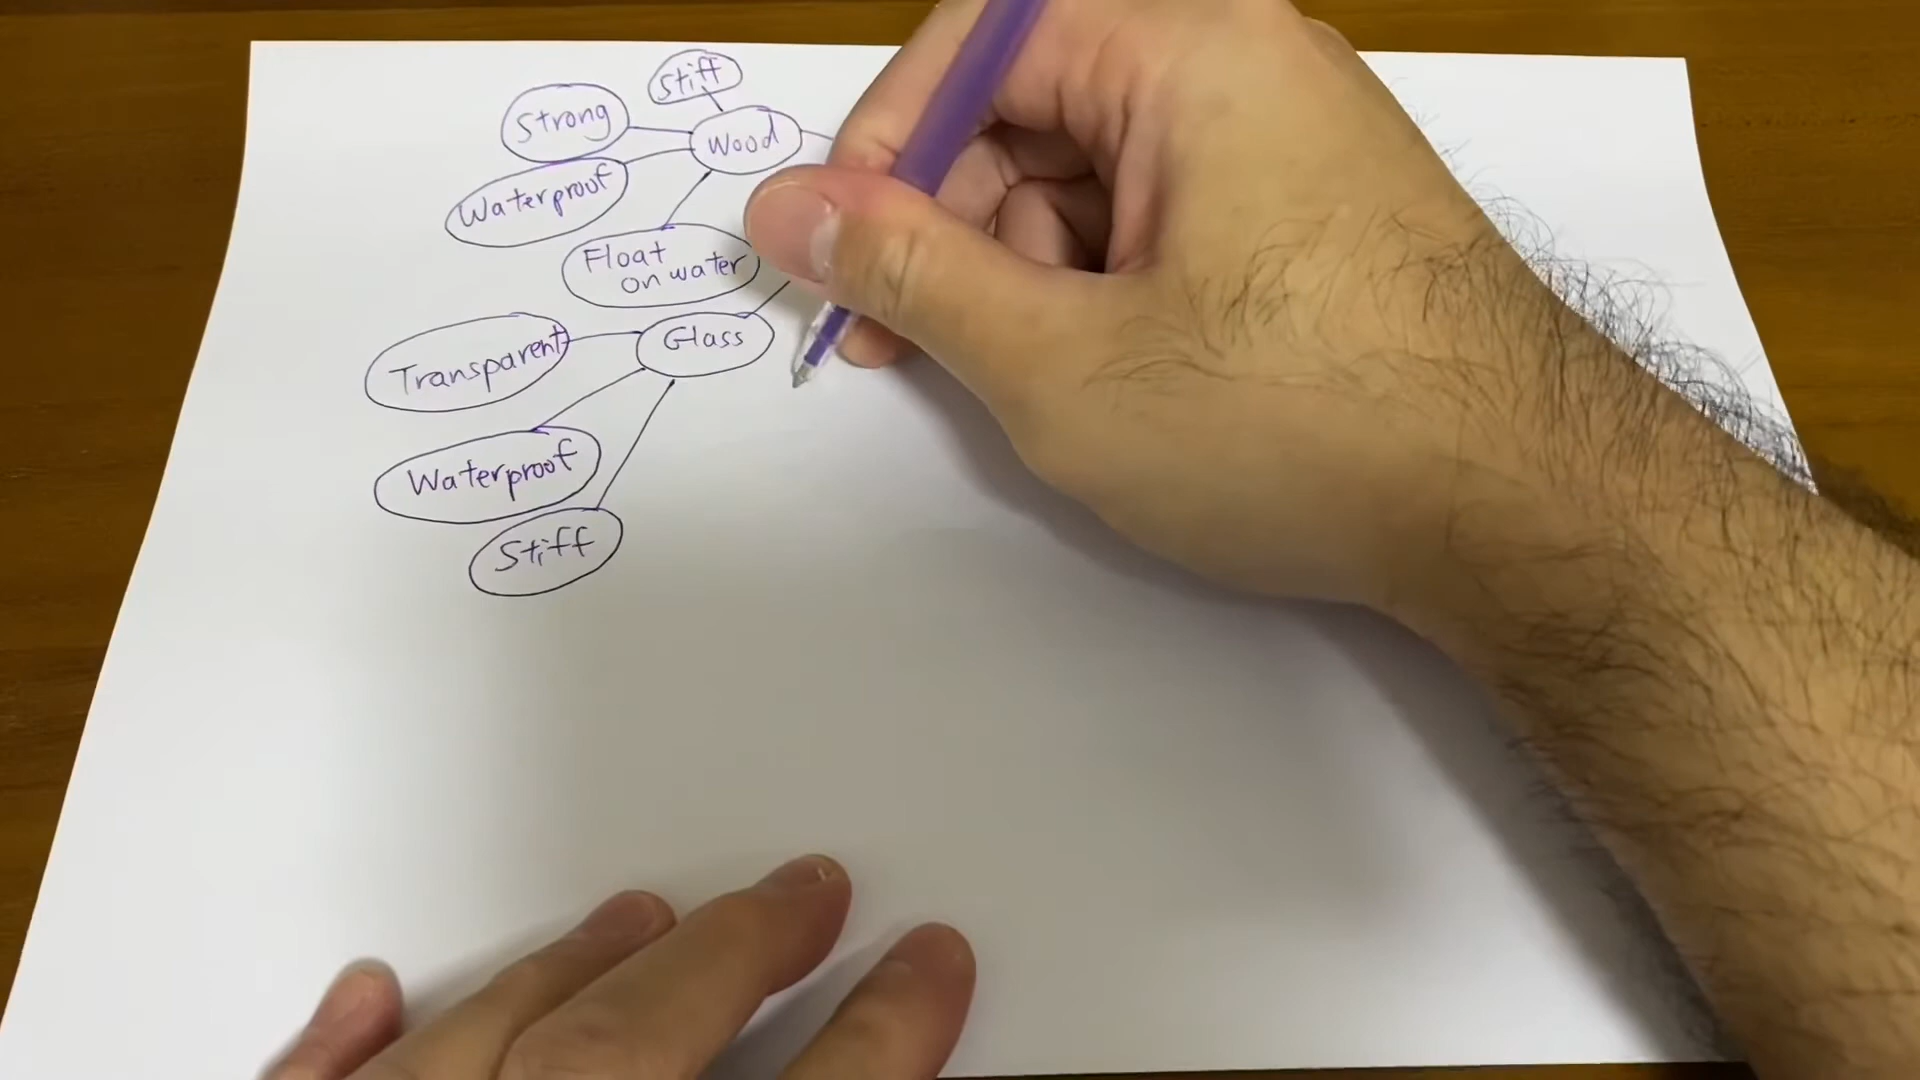 Stiff
Strong
Wood
Waterproof
Float
on water
Glass
Transparent
Waterproof
Stiff